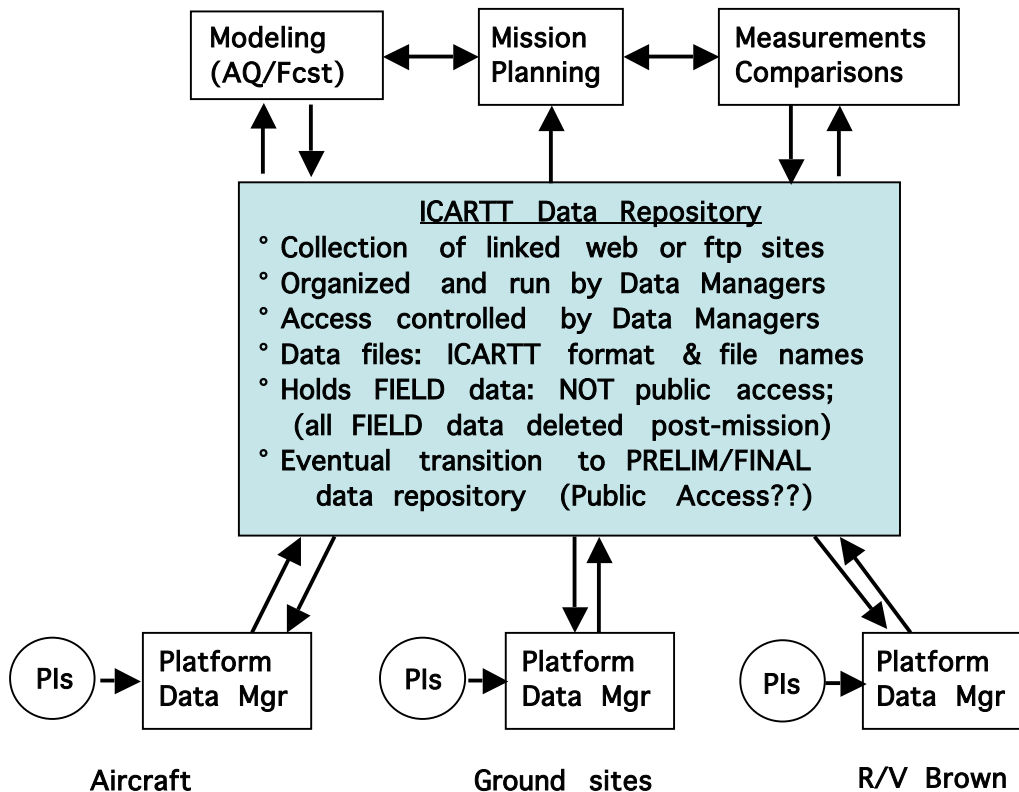 Modeling
(AQ/Fcst)
Mission
Planning
Measurements
Comparisons
ICARTT Data Repository
° Collection of linked web or ftp sites
° Organized and run by Data Managers
° Access controlled by Data Managers
° Data files: ICARTT format & file names
° Holds FIELD data: NOT public access;
(all FIELD data deleted post-mission)
° Eventual transition to PRELIM/FINAL
data repository (Public Access??)
PIs
Platform
Data Mgr
PIs
Platform
Data Mgr
PIs
Platform
Data Mgr
Aircraft
Ground sites
R/V Brown